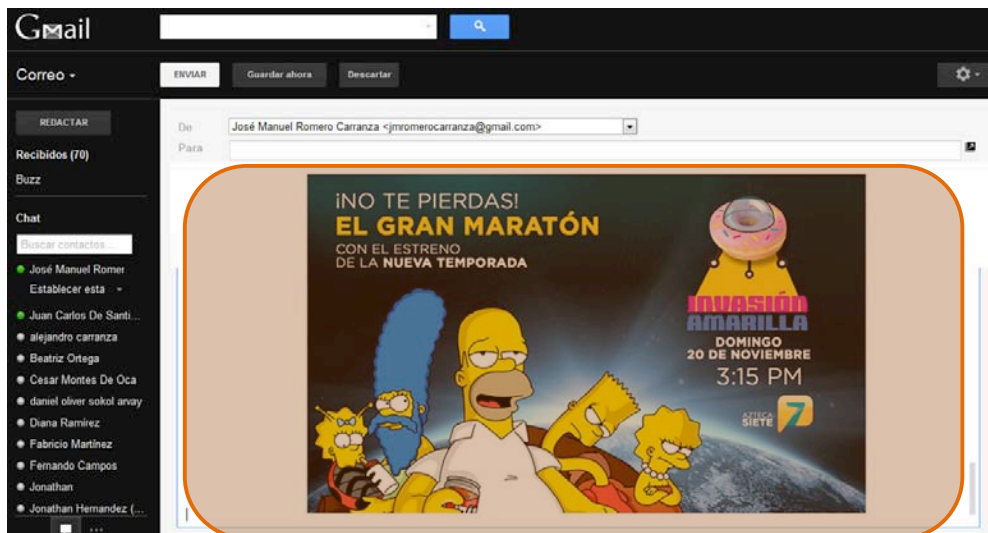 Gmail
Correo
ENVIAR
Guardar ahora
Descartar
REDACTAR
Recibidos (70)
Buzz
Chat
Buscar contactos...
José Manuel Romer
Establecer esta
Juan Carlos De Santi...
alejandro carranza
Beatriz Ortega
Cesar Montes De Oca
daniel oliver sokol arvay
Diana Ramírez
Fabricio Martínez
Fernando Campos
Jonathan
Jonathan Hernandez (...
De
José Manuel Romero Carranza <jmromerocarranza@gmail.com>
Para
¡NO TE PIERDAS!
EL GRAN MARATÓN
CON EL ESTRENO
DE LA NUEVA TEMPORADA
INVASIÓN
AMARILLA
DOMINGO
20 DE NOVIEMBRE
3:15 PM
AZTECA
SIETE
7